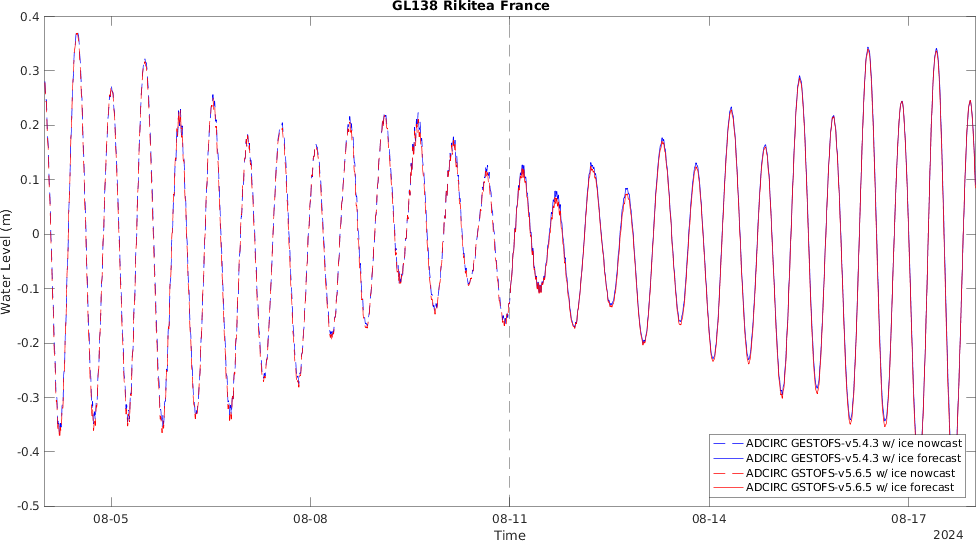 GL138 Rikitea France
0.4
0.3
0.2
0.1
0
-0.1
-0.2
-0.3
-0.4
-0.5
Water Level (m)
ADCIRC GESTOFS-v5.4.3 w/ ice nowcast
ADCIRC GESTOFS-v5.4.3 w/ ice forecast
ADCIRC GSTOFS-v5.6.5 w/ ice nowcast
ADCIRC GSTOFS-v5.6.5 w/ ice forecast
08-05 08-08 08-11 08-14 08-17
Time
2024